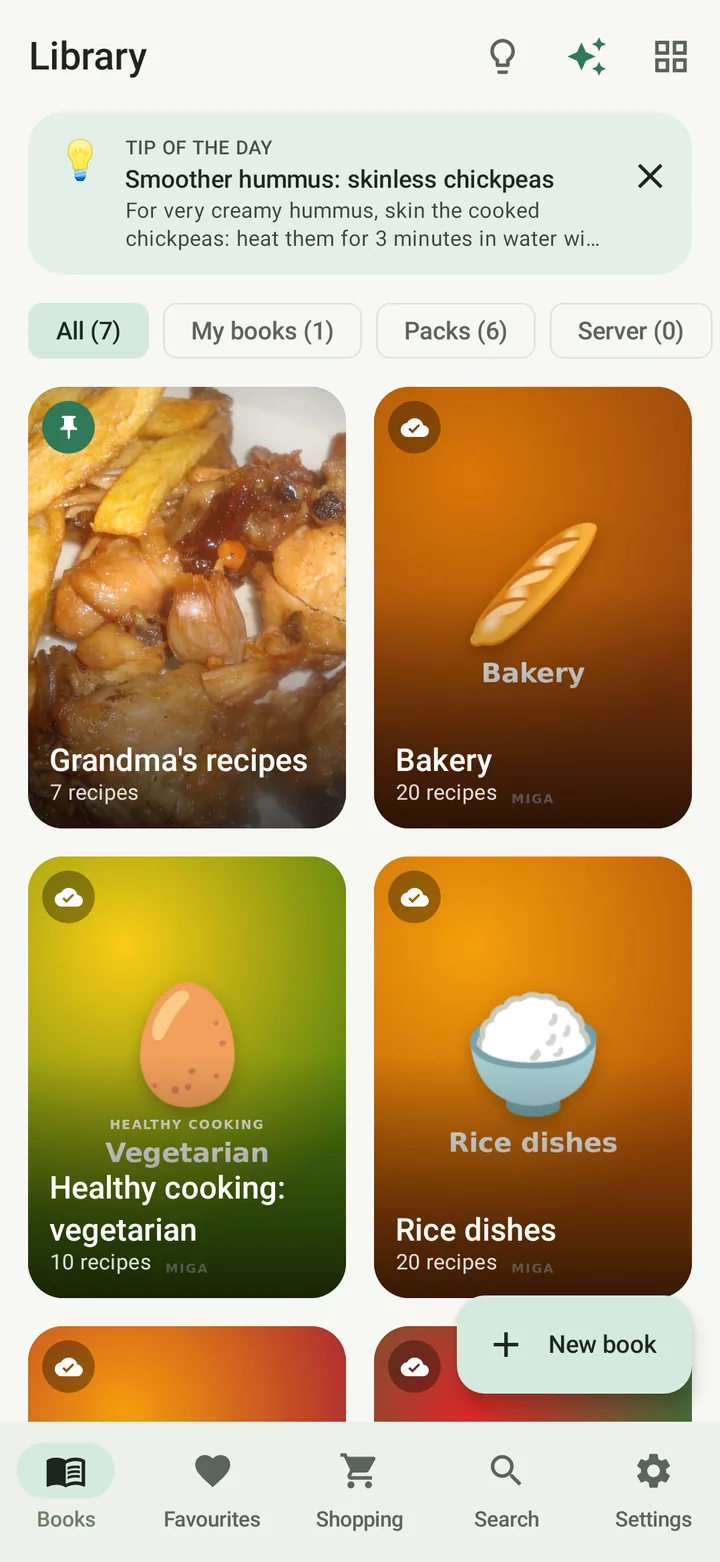 Library
TIP OF THE DAY
Smoother hummus: skinless chickpeas
For very creamy hummus, skin the cooked
chickpeas: heat them for 3 minutes in water wi…
All (7)
My books (1)
Packs (6)
Server (0)
Grandma's recipes
7 recipes
Bakery
Bakery
20 recipes
MIGA
HEALTHY COOKING
Vegetarian
Healthy cooking:
vegetarian
10 recipes
MIGA
Rice dishes
Rice dishes
20 recipes
MIGA
New book
Books
Favourites
Shopping
Search
Settings